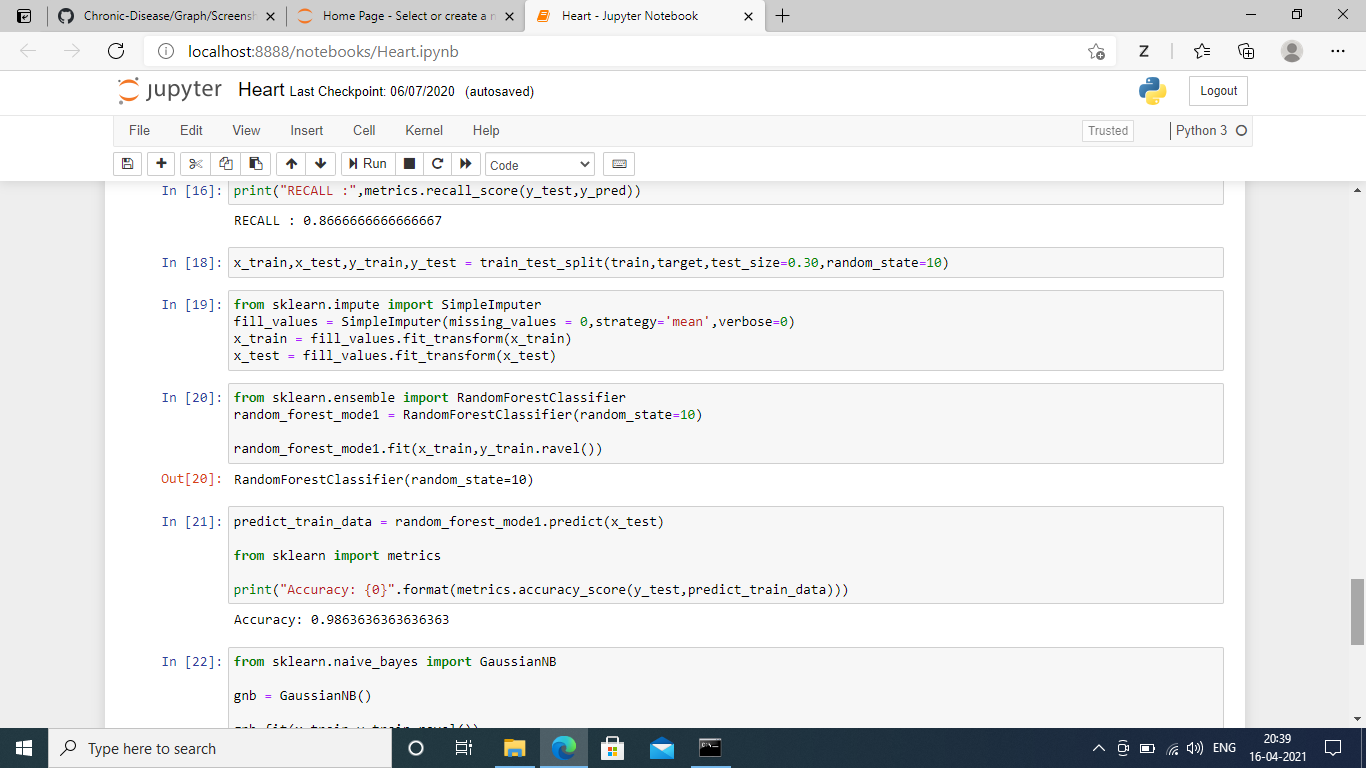 Chronic-Disease/Graph/Screensh
Home Page - Select or create a n
Heart - Jupyter Notebook
localhost:8888/notebooks/Heart.ipynb
Z
jupyter Heart Last Checkpoint: 06/07/2020 (autosaved)
Logout
File Edit View Insert Cell Kernel Help
Trusted
Python 3
Run
Code
In [16]: print("RECALL :",metrics.recall_score(y_test,y_pred))
RECALL : 0.8666666666666667
In [18]: x_train,x_test,y_train,y_test = train_test_split(train,target,test_size=0.30,random_state=10)
In [19]: from sklearn.impute import SimpleImputer
fill_values = SimpleImputer(missing_values = 0,strategy='mean',verbose=0)
x_train = fill_values.fit_transform(x_train)
x_test = fill_values.fit_transform(x_test)
In [20]: from sklearn.ensemble import RandomForestClassifier
random_forest_mode1 = RandomForestClassifier(random_state=10)
random_forest_mode1.fit(x_train,y_train.ravel())
Out[20]: RandomForestClassifier(random_state=10)
In [21]: predict_train_data = random_forest_mode1.predict(x_test)
from sklearn import metrics
print("Accuracy: {0}".format(metrics.accuracy_score(y_test,predict_train_data)))
Accuracy: 0.9863636363636363
In [22]: from sklearn.naive_bayes import GaussianNB
gnb = GaussianNB()
Type here to search
ENG
20:39
16-04-2021